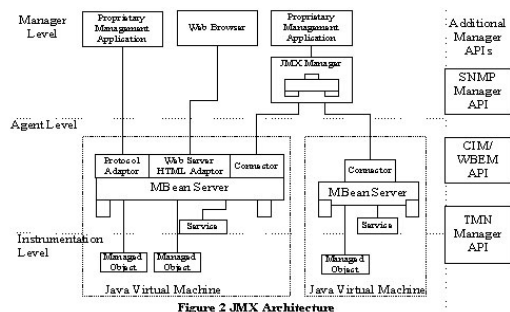 Manager
Level
Proprietary
Management
Application
Web Browser
Proprietary
Management
Application
Additional
Manager
APIs
JMX Manager
SNMP
Manager
API
Agent Level
CIM/
WBEM
API
Protocol
Adaptor
Web Server
HTML Adaptor
Connector
MBean Server
Service
Connector
MBean Server
Service
TMN
Manager
API
Instrumentation
Level
Managed
Object
Managed
Object
Managed
Object
Java Virtual Machine
Java Virtual Machine
Figure 2 JMX Architecture